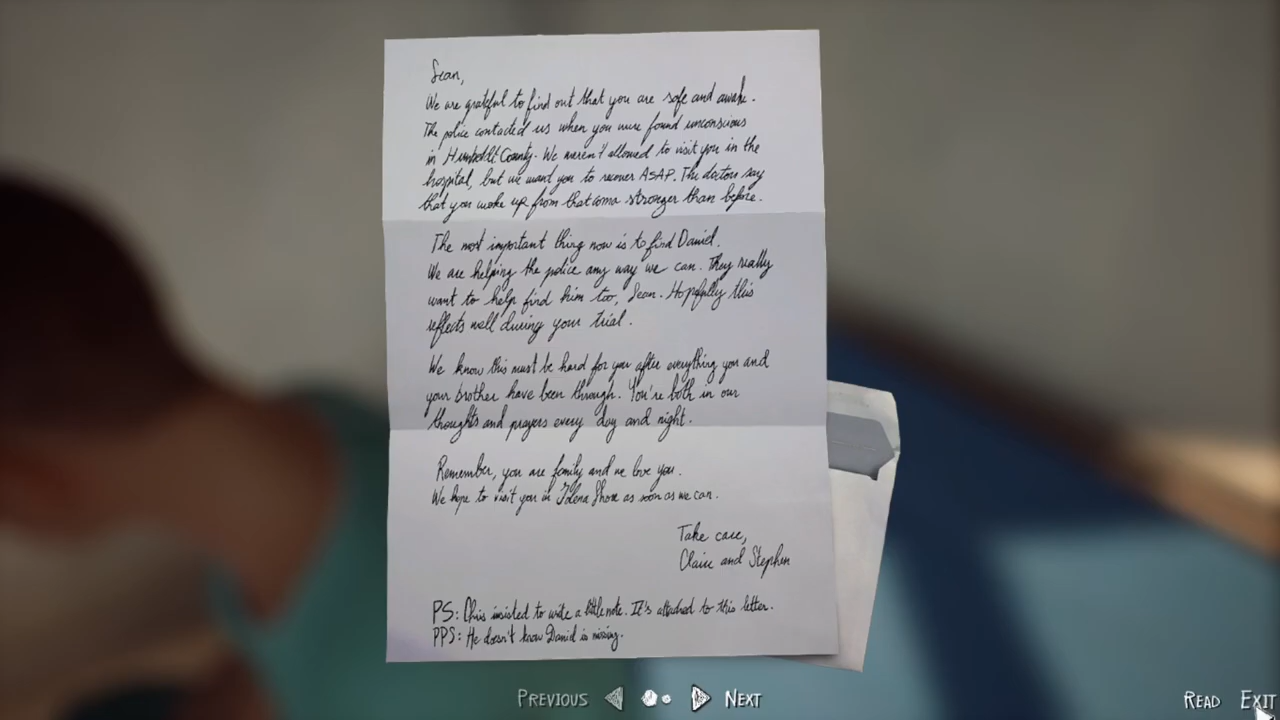 Sean,
We are grateful to find out that you are safe and awake.
The police contacted us when you were found unconscious
in Humboldt County. We weren't allowed to visit you in the
hospital, but we want you to recover ASAP. The doctors say
that you woke up from that coma stronger than before.
The most important thing now is to find Daniel.
We are helping the police any way we can. They really
want to help find him too, Sean. Hopefully this
reflects well during your trial.
We know this must be hard for you after everything you and
your brother have been through. You're both in our
thoughts and prayers every day and night.
Remember, you are family and we love you.
We hope to visit you in Shore as soon as we can.
Take care,
Claire and Stephen
PS: Chris insisted to write a little note. It's attached to this letter.
PPS: He doesn't know Daniel is missing.
PREVIOUS NEXT
READ EXIT